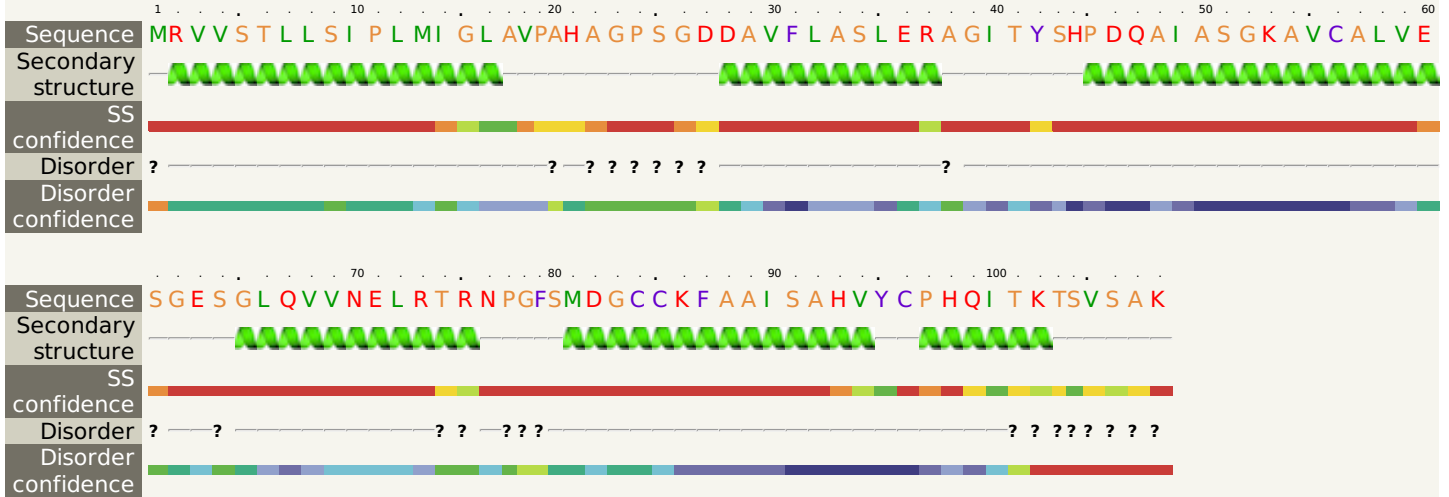 1 . . . . 10 . . . . 20 . . . . 30 . . . . 40 . . . . 50 . . . . 60
Sequence MRVVSTLLSIPLMIGLAVPAHAGPSGDDAVFLASLERAGITYSHPDQAIASGKAVCALVE
Secondary
structure
SS
confidence
Disorder ? ? ? ? ? ? ? ? ?
Disorder
confidence
. . . . 70 . . . . 80 . . . . 90 . . . . 100 . . . .
Sequence SGESGLQVVNELRTRNPGFSMDGCCKFAAISAHVYCPHQITKTSVSAK
Secondary
structure
SS
confidence
Disorder ? ? ? ? ? ? ? ? ? ? ? ? ? ? ?
Disorder
confidence